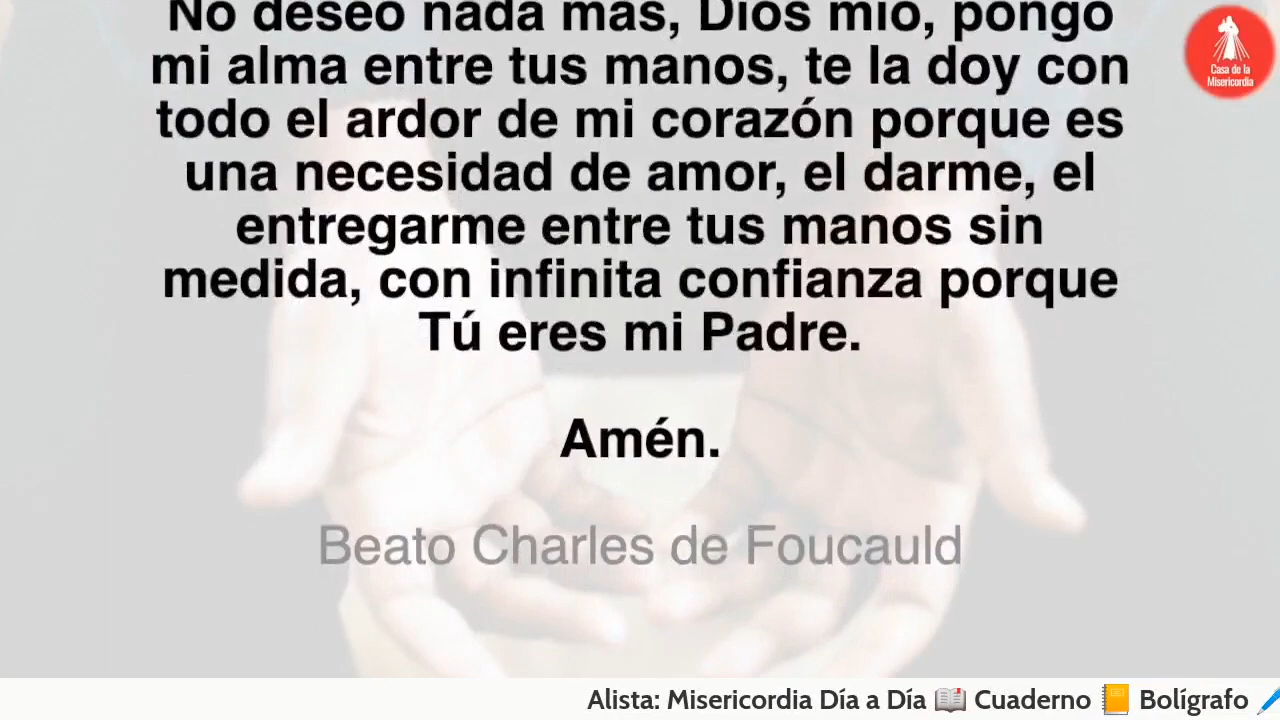 No deseo nada más, Dios mío, pongo
mi alma entre tus manos, te la doy con
todo el ardor de mi corazón porque es
una necesidad de amor, el darme, el
entregarme entre tus manos sin
medida, con infinita confianza porque
Tú eres mi Padre.
Amén.
Beato Charles de Foucauld
Casa de la
Misericordia
Alista: Misericordia Día a Día 📖 Cuaderno 📒 Bolígrafo 🖊️